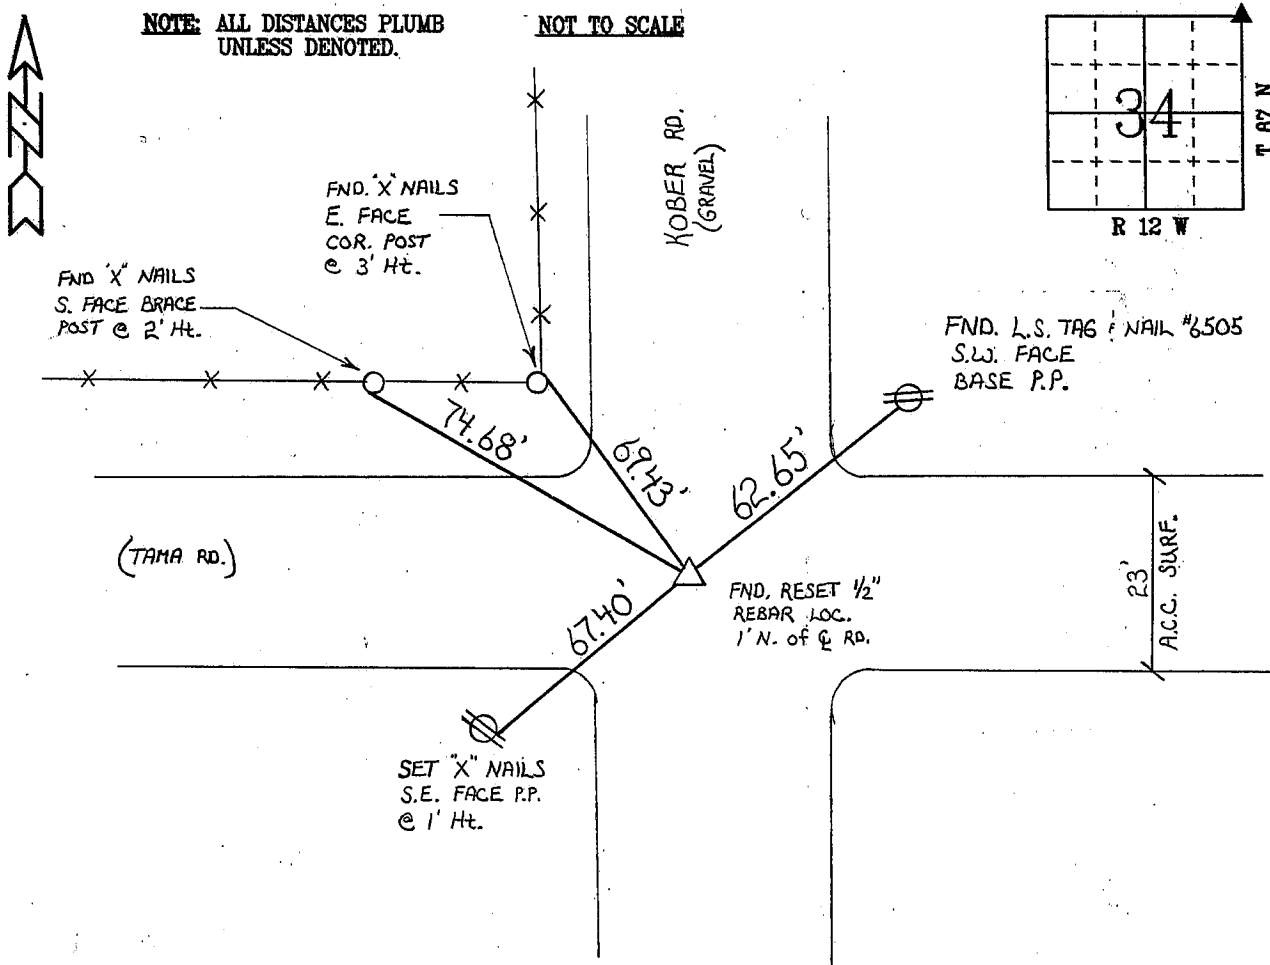 NOTE: ALL DISTANCES PLUMB
UNLESS DENOTED.
NOT TO SCALE
N
34
T 87 N
R 12 W
KOBER RD.
(GRAVEL)
FND. "X" NAILS
E. FACE
COR. POST
@ 3' Ht.
FND "X" NAILS
S. FACE BRACE
POST @ 2' Ht.
FND. L.S. TAG & NAIL #6505
S.W. FACE
BASE P.P.
74.68'
69.43'
62.65'
(TAMA RD.)
FND. RESET 1/2"
REBAR LOC.
1' N. of ℄ RD.
23'
A.C.C. SURF.
67.40'
SET "X" NAILS
S.E. FACE P.P.
@ 1' Ht.